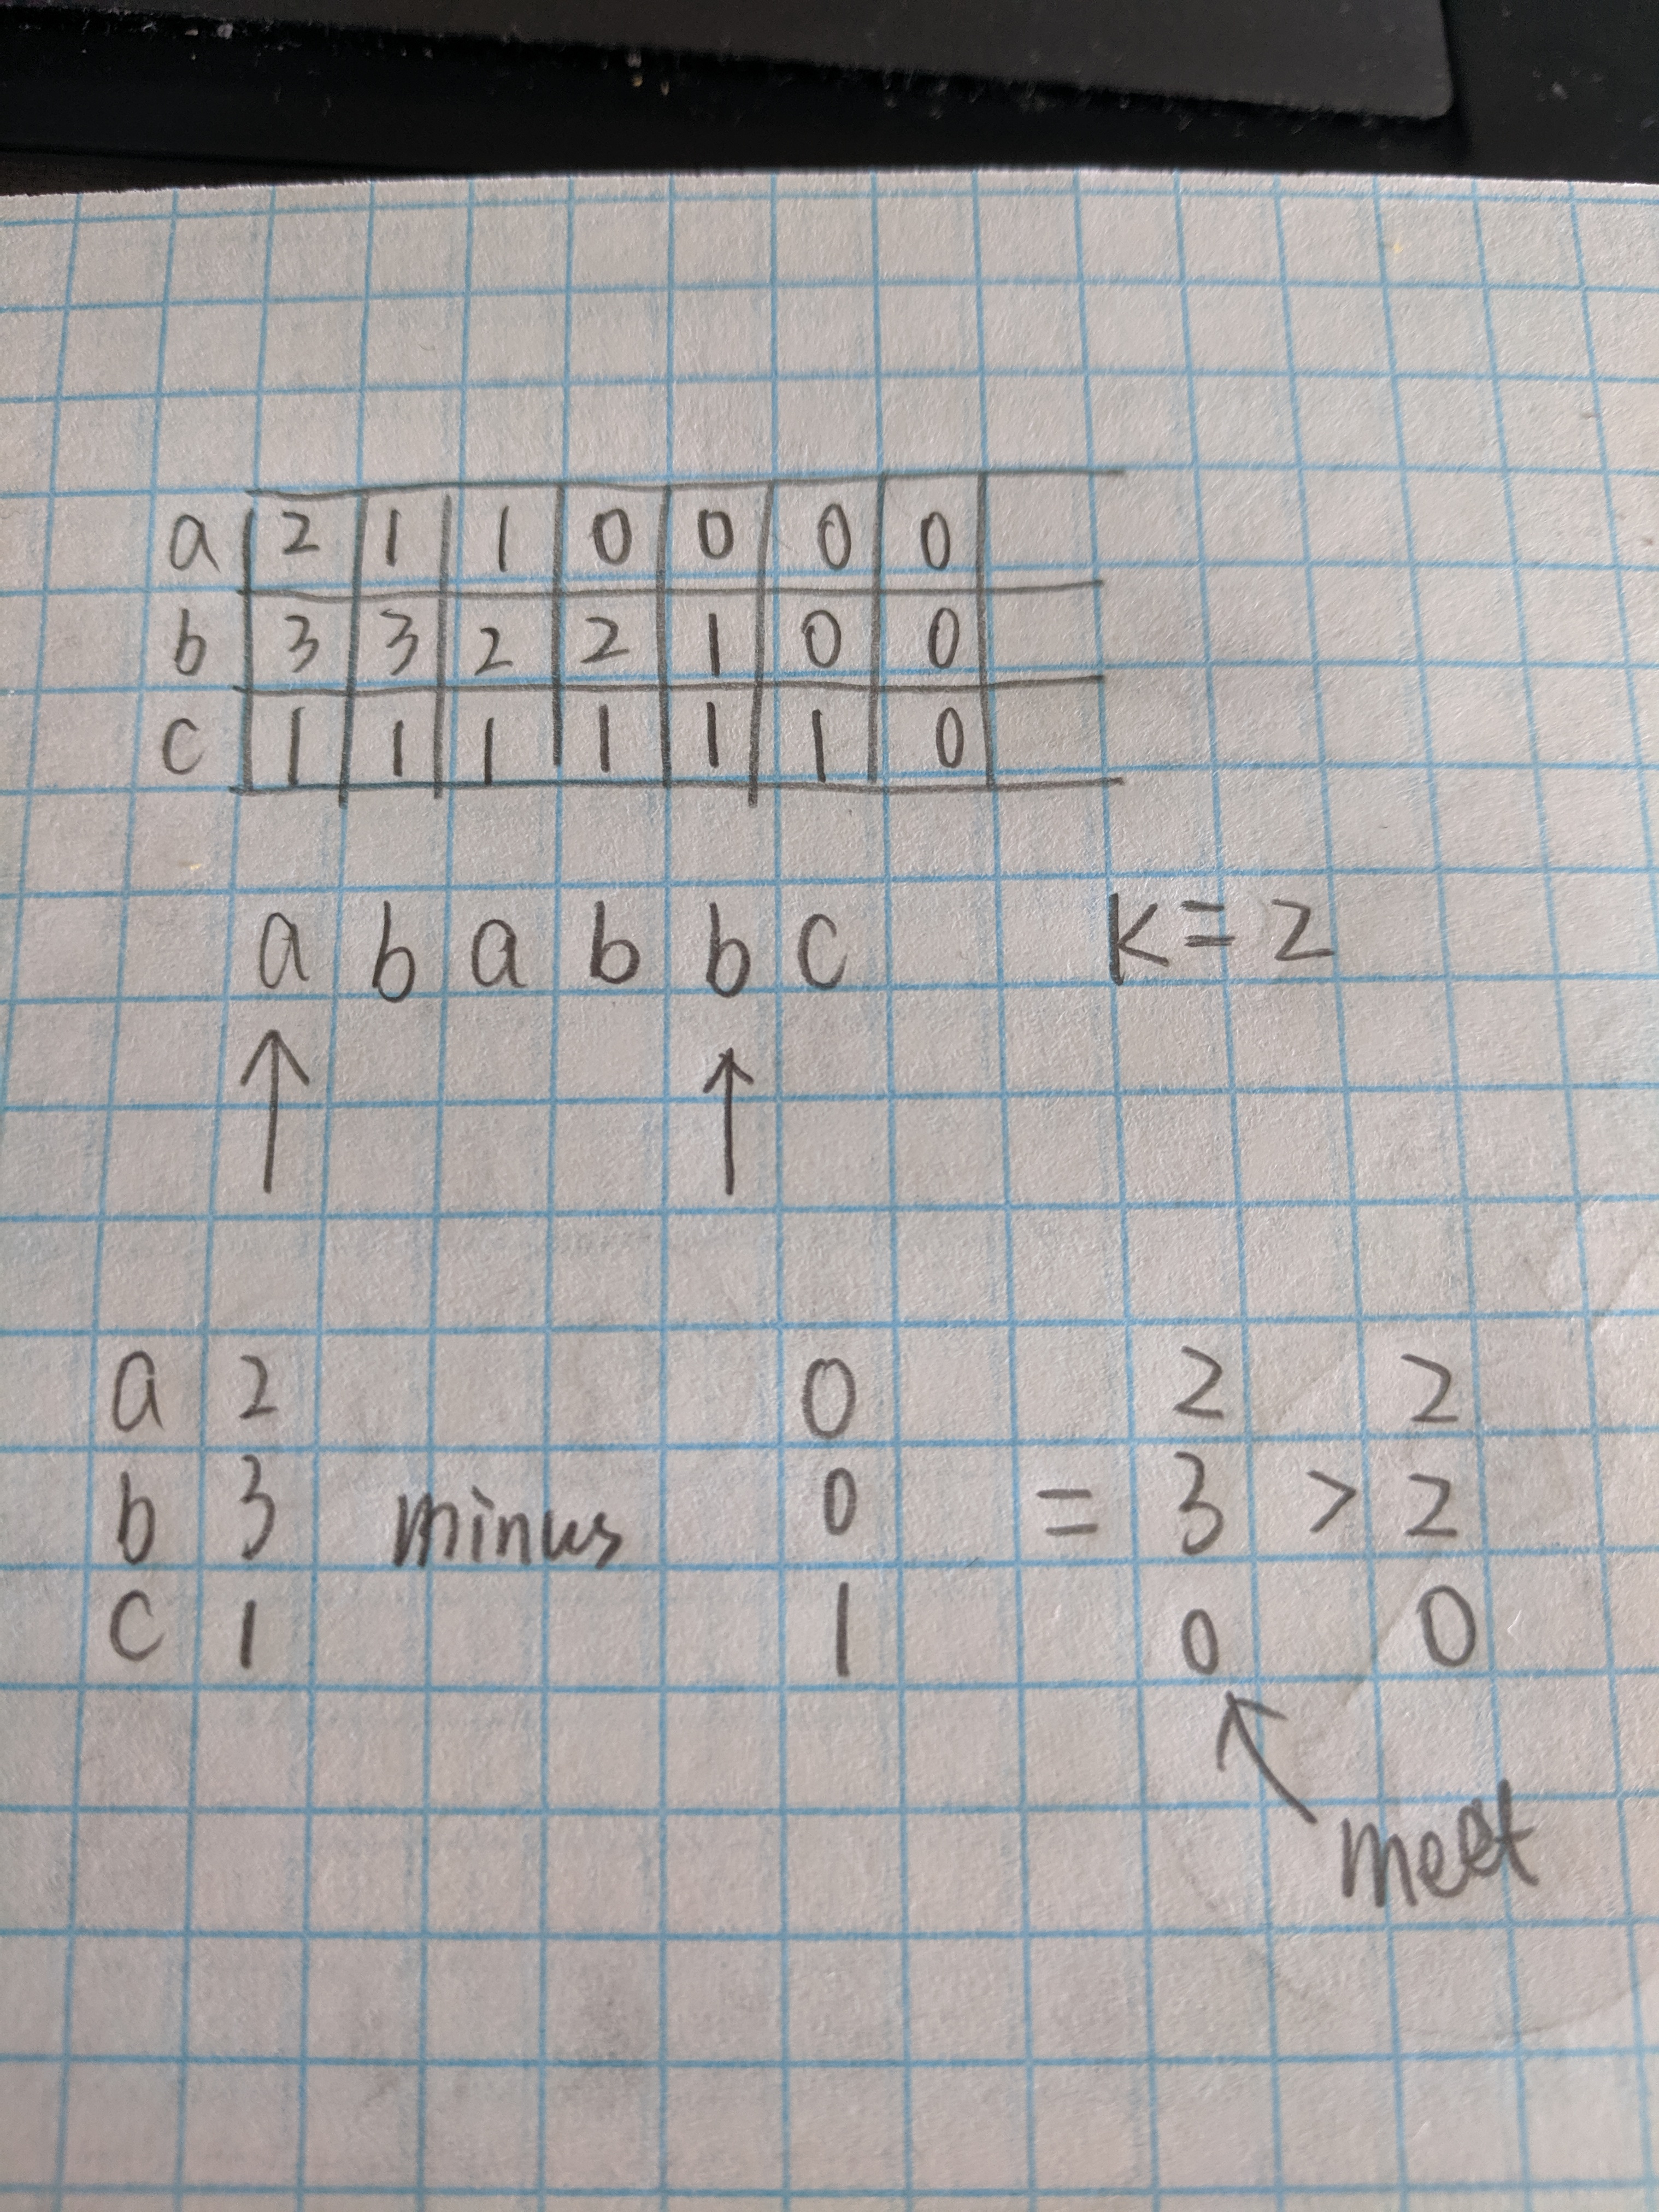 a 2 1 1 0 0 0 0
b 3 3 2 2 1 0 0
c 1 1 1 1 1 1 0
a b a b b c K = 2
a 2 0 2 2
b 3 minus 0 = 3 > 2
c 1 1 0 0
meet